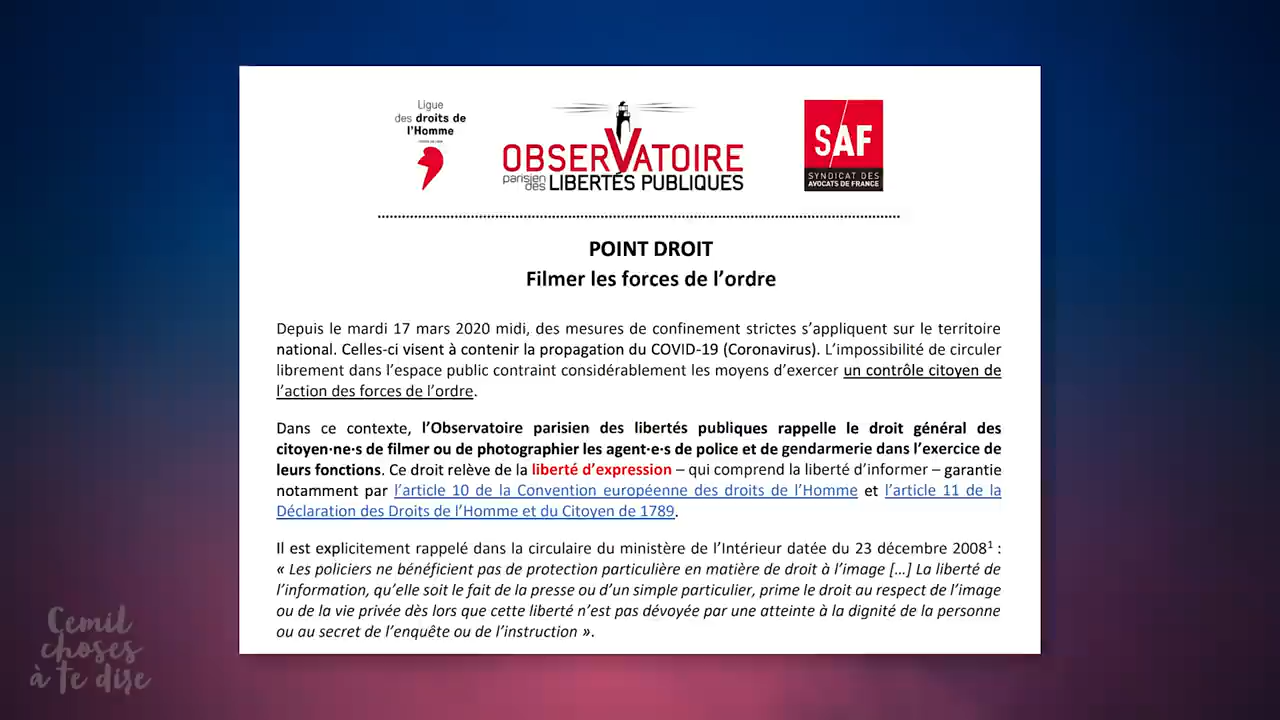 Ligue
des droits de
l'Homme
OBSERVATOIRE
parisien des LIBERTÉS PUBLIQUES
SAF
SYNDICAT DES
AVOCATS DE FRANCE
POINT DROIT
Filmer les forces de l'ordre
Depuis le mardi 17 mars 2020 midi, des mesures de confinement strictes s'appliquent sur le territoire
national. Celles-ci visent à contenir la propagation du COVID-19 (Coronavirus). L'impossibilité de circuler
librement dans l'espace public contraint considérablement les moyens d'exercer un contrôle citoyen de
l'action des forces de l'ordre.
Dans ce contexte, l'Observatoire parisien des libertés publiques rappelle le droit général des
citoyen·ne·s de filmer ou de photographier les agent·e·s de police et de gendarmerie dans l'exercice de
leurs fonctions. Ce droit relève de la liberté d'expression – qui comprend la liberté d'informer – garantie
notamment par l'article 10 de la Convention européenne des droits de l'Homme et l'article 11 de la
Déclaration des Droits de l'Homme et du Citoyen de 1789.
Il est explicitement rappelé dans la circulaire du ministère de l'Intérieur datée du 23 décembre 2008¹ :
« Les policiers ne bénéficient pas de protection particulière en matière de droit à l'image […] La liberté de
l'information, qu'elle soit le fait de la presse ou d'un simple particulier, prime le droit au respect de l'image
ou de la vie privée dès lors que cette liberté n'est pas dévoyée par une atteinte à la dignité de la personne
ou au secret de l'enquête ou de l'instruction ».
Cemil
choses
à te dire